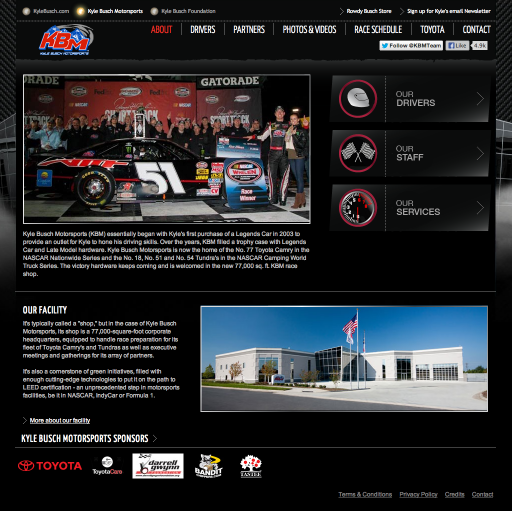 KyleBusch.com
Kyle Busch Motorsports
Kyle Busch Foundation
Rowdy Busch Store
Sign up for Kyle's email Newsletter
KBM
KYLE BUSCH MOTORSPORTS
ABOUT
DRIVERS
PARTNERS
PHOTOS & VIDEOS
RACE SCHEDULE
TOYOTA
CONTACT
Follow @KBMTeam
Like
4.9k
GATORADE
NASCAR
51
Race
Winner
OUR
DRIVERS
OUR
STAFF
OUR
SERVICES
Kyle Busch Motorsports (KBM) essentially began with Kyle's first purchase of a Legends Car in 2003 to
provide an outlet for Kyle to hone his driving skills. Over the years, KBM filled a trophy case with Legends
Car and Late Model hardware. Kyle Busch Motorsports is now the home of the No. 77 Toyota Camry in the
NASCAR Nationwide Series and the No. 18, No. 51 and No. 54 Tundra's in the NASCAR Camping World
Truck Series. The victory hardware keeps coming and is welcomed in the new 77,000 sq. ft. KBM race
shop.
OUR FACILITY
It's typically called a "shop," but in the case of Kyle Busch
Motorsports, its shop is a 77,000-square-foot corporate
headquarters, equipped to handle race preparation for its
fleet of Toyota Camry's and Tundras as well as executive
meetings and gatherings for its array of partners.
It's also a cornerstone of green initiatives, filled with
enough cutting-edge technologies to put it on the path to
LEED certification - an unprecedented step in motorsports
facilities, be it in NASCAR, IndyCar or Formula 1.
More about our facility
KYLE BUSCH MOTORSPORTS SPONSORS
TOYOTA
ToyotaCare
darrell
gwynn
BANDIT
TASTEE
Terms & Conditions
Privacy Policy
Credits
Contact